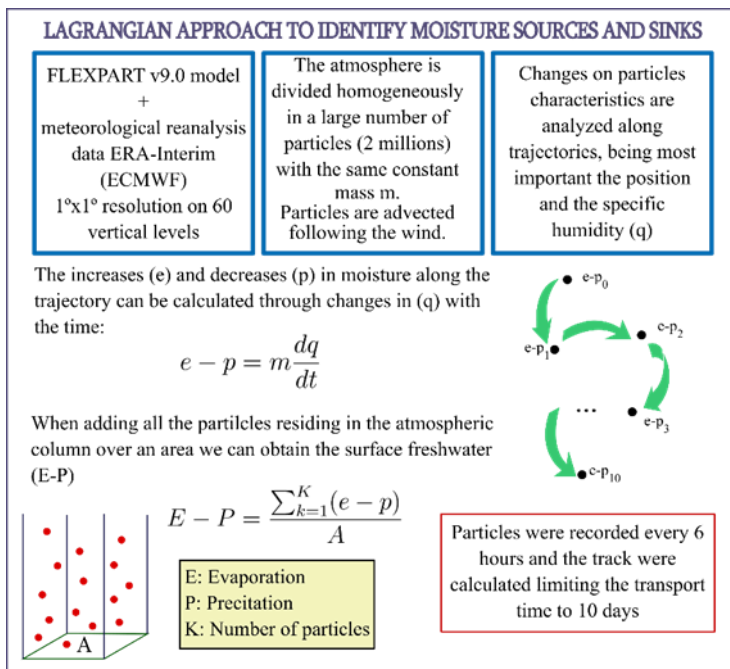 LAGRANGIAN APPROACH TO IDENTIFY MOISTURE SOURCES AND SINKS
FLEXPART v9.0 model
+
meteorological reanalysis
data ERA-Interim
(ECMWF)
1ºx1º resolution on 60
vertical levels
The atmosphere is
divided homogeneously
in a large number of
particles (2 millions)
with the same constant
mass m.
Particles are advected
following the wind.
Changes on particles
characteristics are
analyzed along
trajectories, being most
important the position
and the specific
humidity (q)
The increases (e) and decreases (p) in moisture along the
trajectory can be calculated through changes in (q) with
the time:
e − p = m dq/dt
e-p₀
e-p₁
e-p₂
e-p₃
...
e-p₁₀
When adding all the partilcles residing in the atmospheric
column over an area we can obtain the surface freshwater
(E-P)
E − P = ∑ₖ₌₁ᴷ(e − p) / A
A
E: Evaporation
P: Precitation
K: Number of particles
Particles were recorded every 6
hours and the track were
calculated limiting the transport
time to 10 days